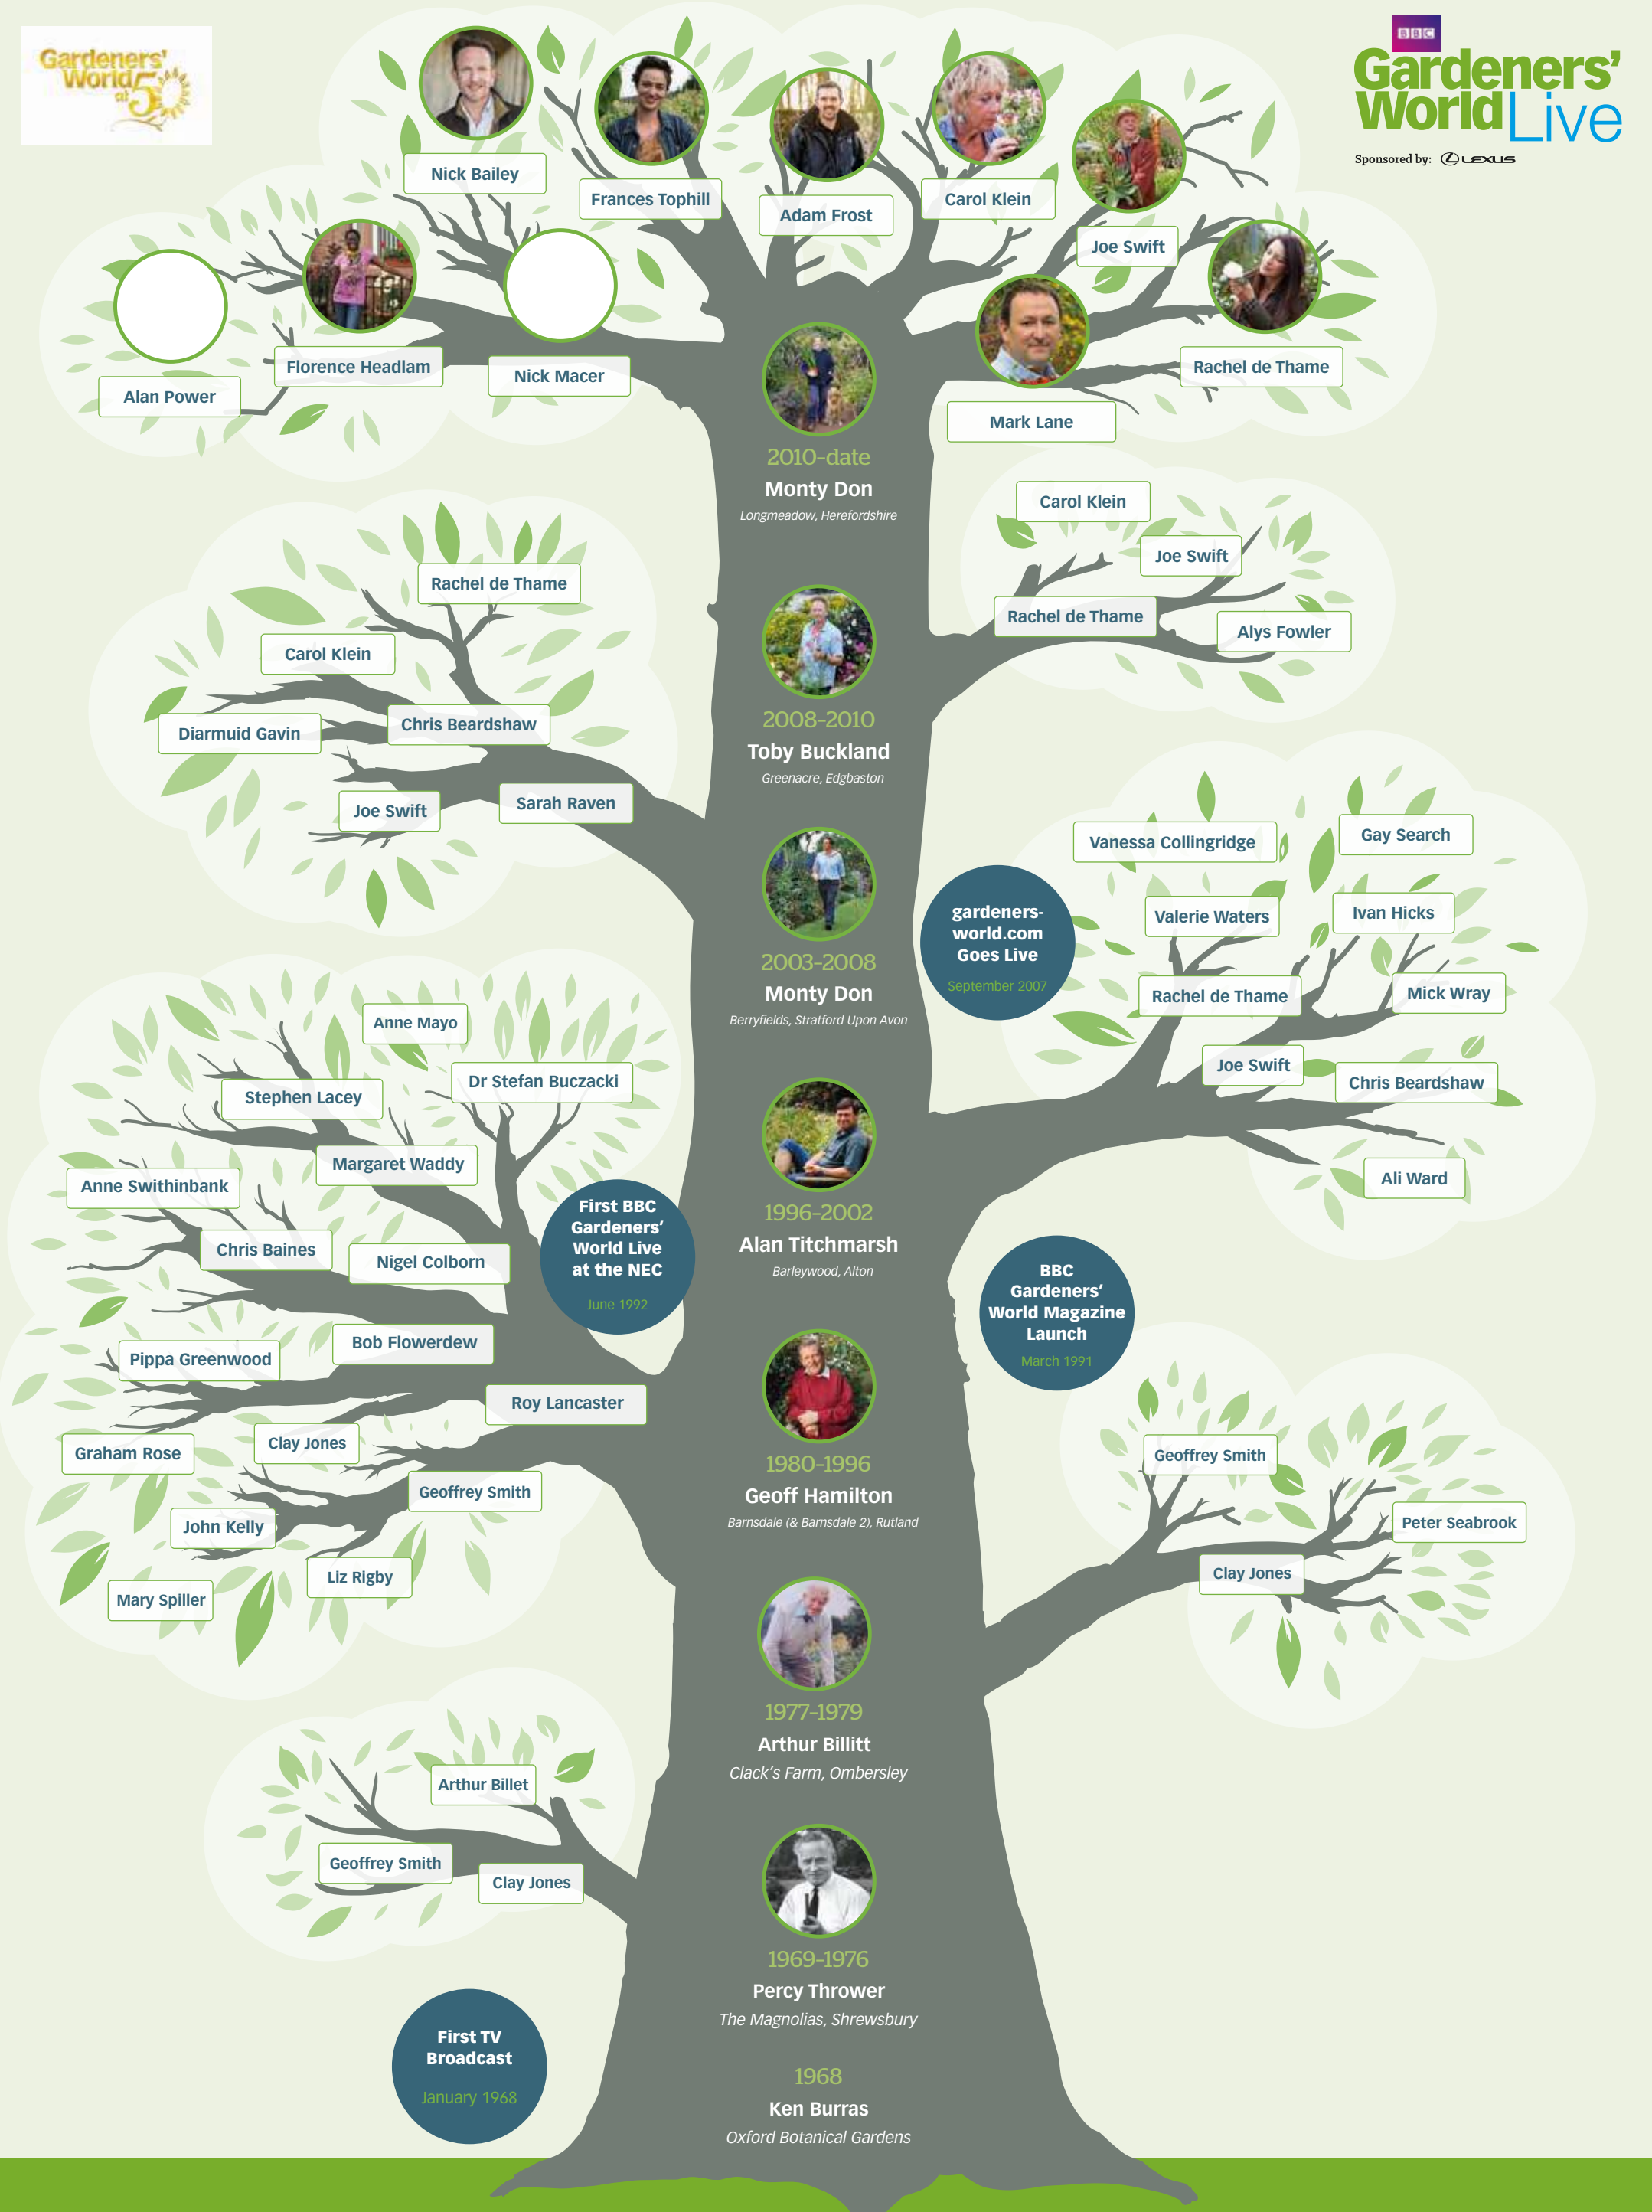 Gardeners'
World
at 50
BBC
Gardeners'
World Live
Sponsored by: LEXUS
Nick Bailey
Frances Tophill
Adam Frost
Carol Klein
Joe Swift
Alan Power
Florence Headlam
Nick Macer
Mark Lane
Rachel de Thame
2010-date
Monty Don
Longmeadow, Herefordshire
Carol Klein
Joe Swift
Rachel de Thame
Alys Fowler
2008-2010
Toby Buckland
Greenacre, Edgbaston
Rachel de Thame
Carol Klein
Diarmuid Gavin
Chris Beardshaw
Joe Swift
Sarah Raven
2003-2008
Monty Don
Berryfields, Stratford Upon Avon
gardeners-
world.com
Goes Live
September 2007
Vanessa Collingridge
Gay Search
Valerie Waters
Ivan Hicks
Rachel de Thame
Mick Wray
Joe Swift
Chris Beardshaw
Ali Ward
1996-2002
Alan Titchmarsh
Barleywood, Alton
Anne Mayo
Dr Stefan Buczacki
Stephen Lacey
Margaret Waddy
Anne Swithinbank
Chris Baines
Nigel Colborn
First BBC
Gardeners'
World Live
at the NEC
June 1992
Bob Flowerdew
Pippa Greenwood
Roy Lancaster
Graham Rose
Clay Jones
Geoffrey Smith
John Kelly
Liz Rigby
Mary Spiller
BBC
Gardeners'
World Magazine
Launch
March 1991
1980-1996
Geoff Hamilton
Barnsdale (& Barnsdale 2), Rutland
Geoffrey Smith
Peter Seabrook
Clay Jones
1977-1979
Arthur Billitt
Clack's Farm, Ombersley
Arthur Billet
Geoffrey Smith
Clay Jones
1969-1976
Percy Thrower
The Magnolias, Shrewsbury
First TV
Broadcast
January 1968
1968
Ken Burras
Oxford Botanical Gardens